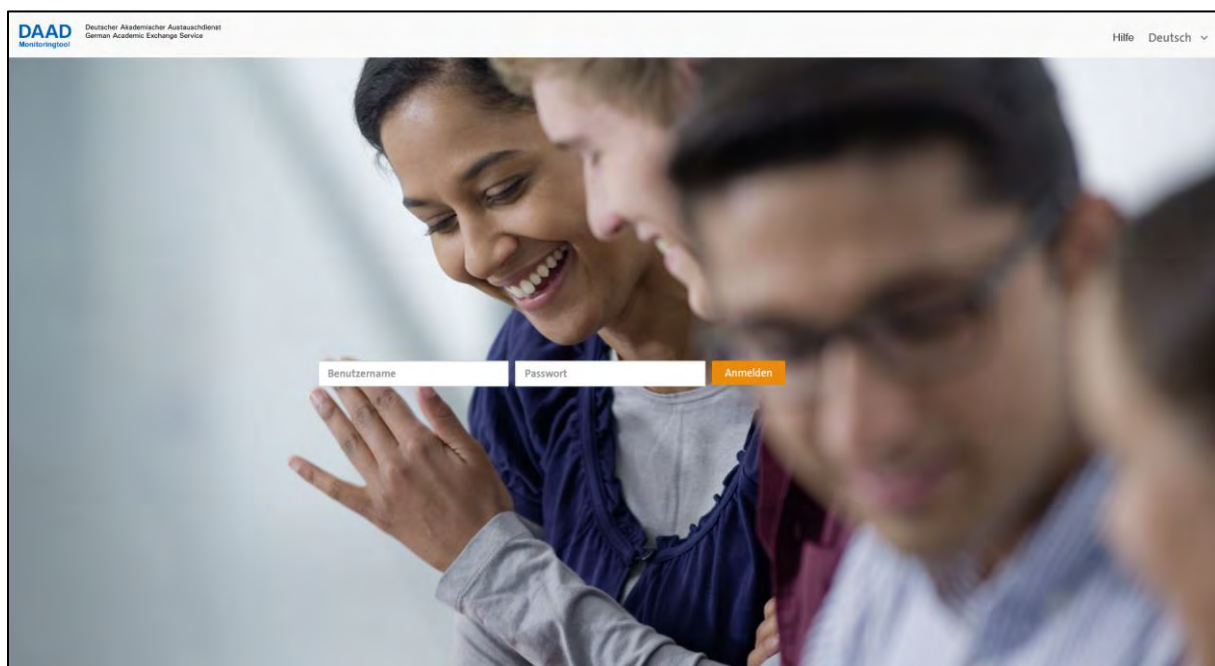 DAAD
Monitoringtool
Deutscher Akademischer Austauschdienst
German Academic Exchange Service
Hilfe
Deutsch
Benutzername
Passwort
Anmelden